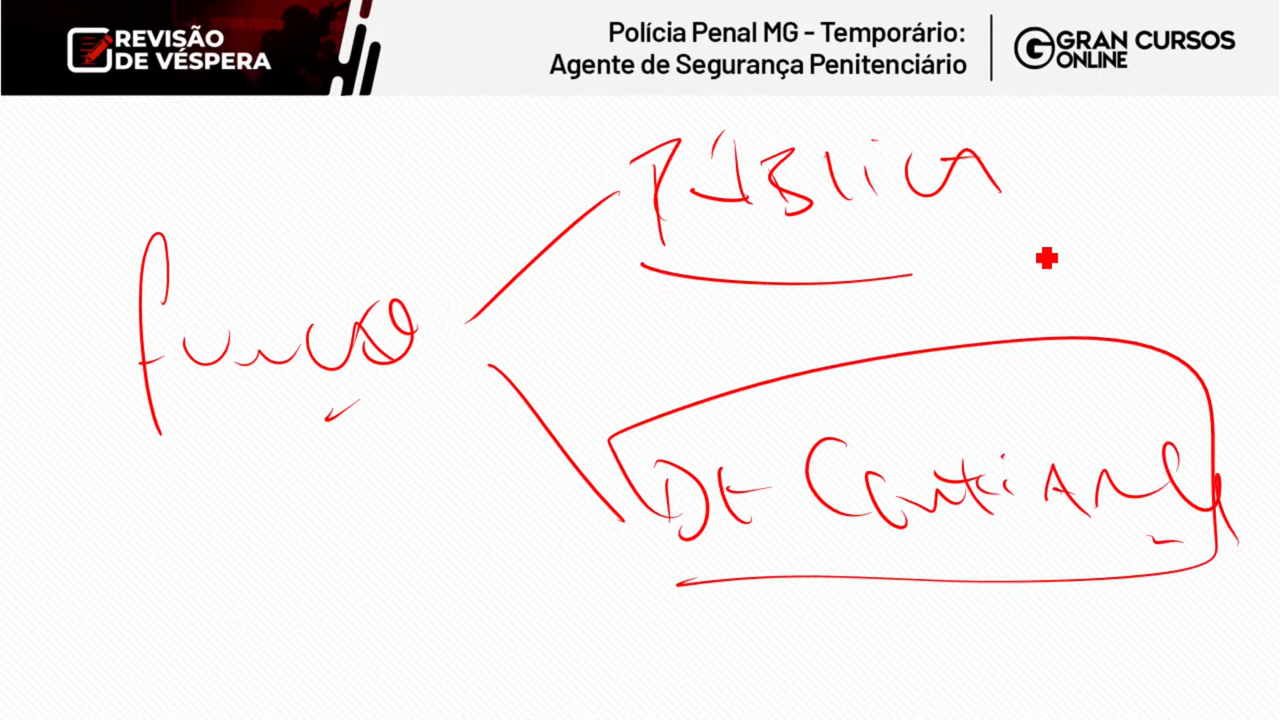 REVISÃO
DE VÉSPERA
Polícia Penal MG - Temporário:
Agente de Segurança Penitenciário
GRAN CURSOS
ONLINE
PÚBLICA
função
DE Confiança